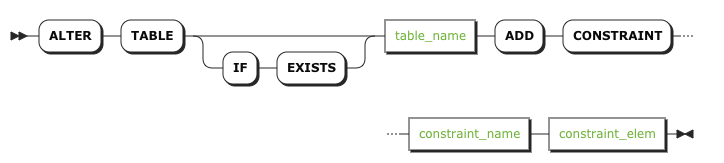 ALTER TABLE table_name ADD CONSTRAINT
IF EXISTS
constraint_name constraint_elem